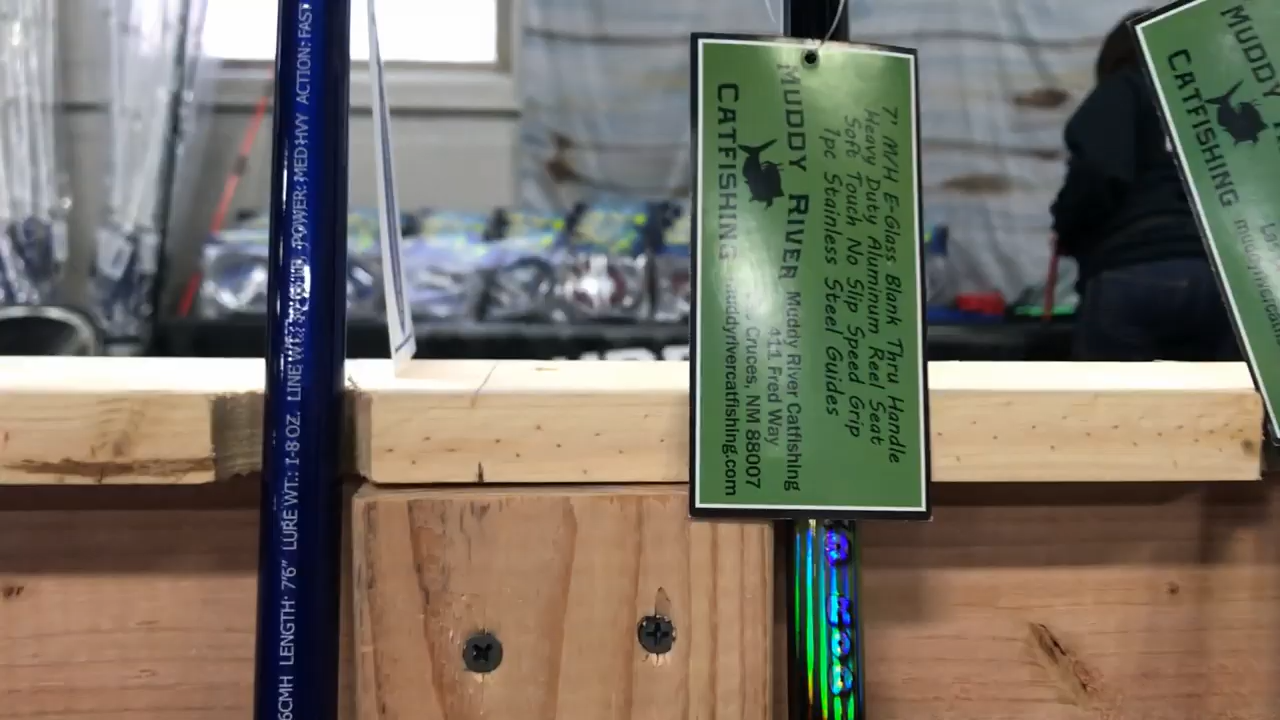 6CMH LENGTH: 7'6" LURE WT.: 1-8 OZ. LINE WT.: POWER: MED HVY ACTION: FAST
7' M/H E-Glass Blank Thru Handle
Heavy Duty Aluminum Reel Seat
Soft Touch No Slip Speed Grip
1pc Stainless Steel Guides
MUDDY RIVER
CATFISHING
Muddy River Catfishing
411 Fred Way
Cruces, NM 88007
muddyrivercatfishing.com
MUDDY
CATFISHING